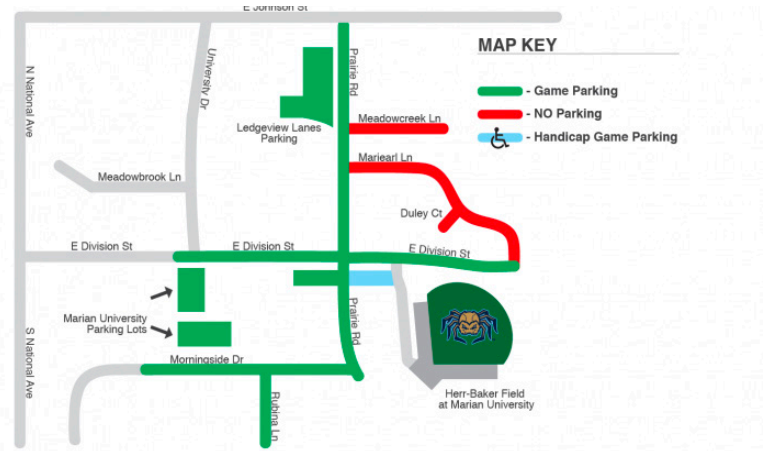 E Johnson St
MAP KEY
- Game Parking
- NO Parking
- Handicap Game Parking
N National Ave
University Dr
Prairie Rd
Ledgeview Lanes
Parking
Meadowcreek Ln
Mariearl Ln
Meadowbrook Ln
Duley Ct
E Division St
E Division St
E Division St
Marian University
Parking Lots
Prairie Rd
S National Ave
Morningside Dr
Rubina Ln
Herr-Baker Field
at Marian University